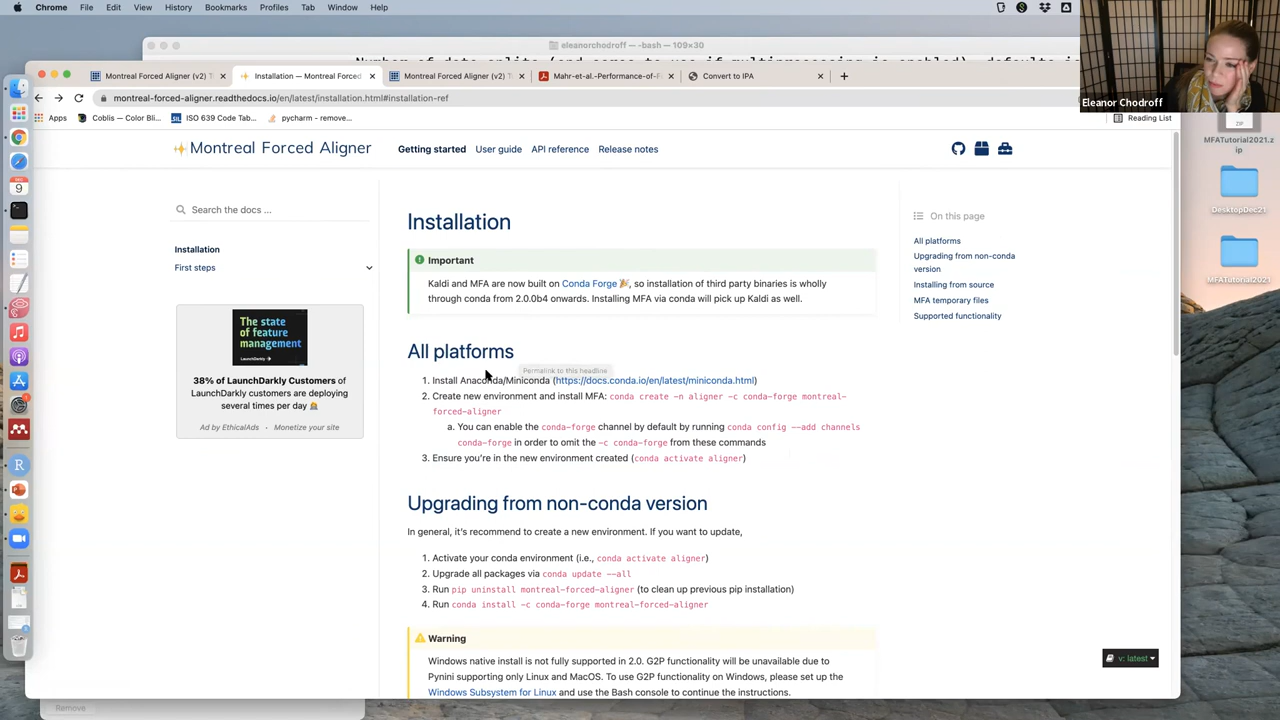 Chrome File Edit View History Bookmarks Profiles Tab Window Help
eleanorchodroff — -bash — 109×30
Montreal Forced Aligner (v2) T
Installation — Montreal Forced
Montreal Forced Aligner (v2) T
Mahr-et-al.-Performance-of-F
Convert to IPA
montreal-forced-aligner.readthedocs.io/en/latest/installation.html#installation-ref
Eleanor Chodroff
Apps
Coblis — Color Bli...
ISO 639 Code Tab...
pycharm - remove...
Reading List
ZIP
MFATutorial2021.z
ip
DesktopDec21
MFATutorial2021
Montreal Forced Aligner
Getting started User guide API reference Release notes
Search the docs ...
Installation
First steps
The state
of feature
management
LaunchDarkly →
38% of LaunchDarkly Customers of
LaunchDarkly customers are deploying
several times per day
Ad by EthicalAds · Monetize your site
Installation
Important
Kaldi and MFA are now built on Conda Forge 🎉, so installation of third party binaries is wholly
through conda from 2.0.0b4 onwards. Installing MFA via conda will pick up Kaldi as well.
All platforms
Permalink to this headline
1. Install Anaconda/Miniconda (https://docs.conda.io/en/latest/miniconda.html)
2. Create new environment and install MFA: conda create -n aligner -c conda-forge montreal-
forced-aligner
a. You can enable the conda-forge channel by default by running conda config --add channels
conda-forge in order to omit the -c conda-forge from these commands
3. Ensure you're in the new environment created (conda activate aligner)
Upgrading from non-conda version
In general, it's recommend to create a new environment. If you want to update,
1. Activate your conda environment (i.e., conda activate aligner)
2. Upgrade all packages via conda update --all
3. Run pip uninstall montreal-forced-aligner (to clean up previous pip installation)
4. Run conda install -c conda-forge montreal-forced-aligner
Warning
Windows native install is not fully supported in 2.0. G2P functionality will be unavailable due to
Pynini supporting only Linux and MacOS. To use G2P functionality on Windows, please set up the
Windows Subsystem for Linux and use the Bash console to continue the instructions.
On this page
All platforms
Upgrading from non-conda
version
Installing from source
MFA temporary files
Supported functionality
v: latest
Remove